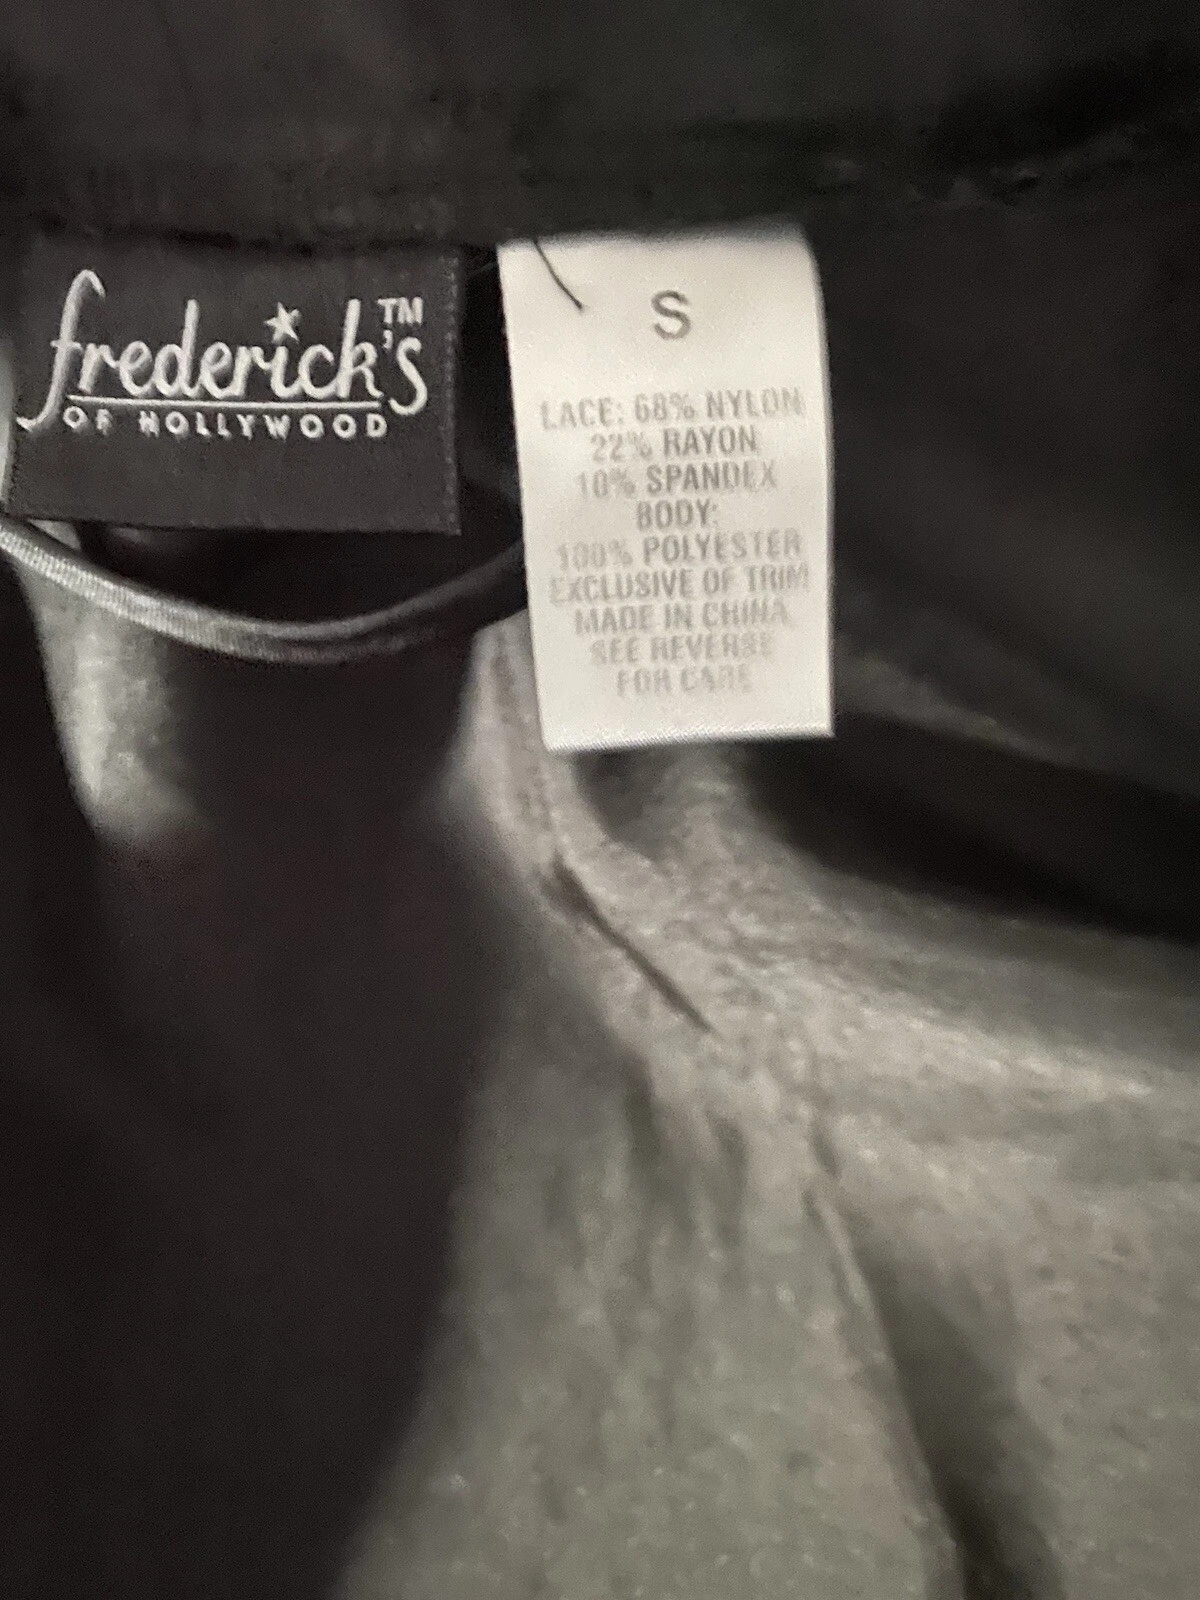 frederick's™
OF HOLLYWOOD
S
LACE: 68% NYLON
22% RAYON
10% SPANDEX
BODY:
100% POLYESTER
EXCLUSIVE OF TRIM
MADE IN CHINA
SEE REVERSE
FOR CARE